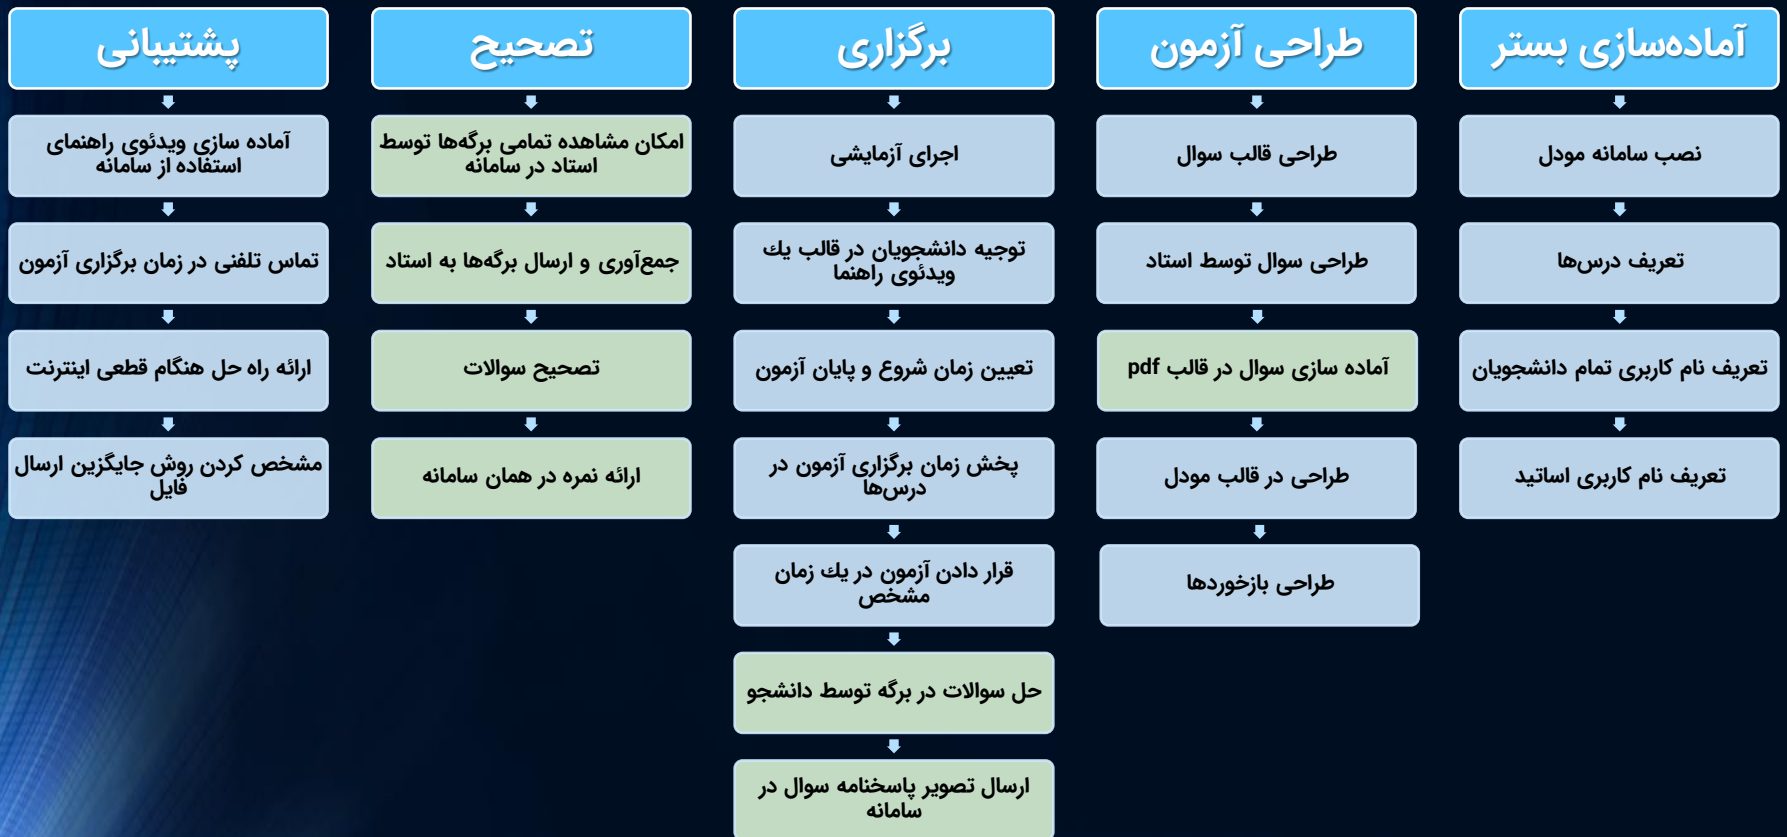 آماده‌سازی بستر
نصب سامانه مودل
تعریف درس‌ها
تعریف نام کاربری تمام دانشجویان
تعریف نام کاربری اساتید
طراحی آزمون
طراحی قالب سوال
طراحی سوال توسط استاد
آماده سازی سوال در قالب pdf
طراحی در قالب مودل
طراحی بازخوردها
برگزاری
اجرای آزمایشی
توجیه دانشجویان در قالب یك
ویدئوی راهنما
تعیین زمان شروع و پایان آزمون
پخش زمان برگزاری آزمون در
درس‌ها
قرار دادن آزمون در یك زمان
مشخص
حل سوالات در برگه توسط دانشجو
ارسال تصویر پاسخنامه سوال در
سامانه
تصحیح
امکان مشاهده تمامی برگه‌ها توسط
استاد در سامانه
جمع‌آوری و ارسال برگه‌ها به استاد
تصحیح سوالات
ارائه نمره در همان سامانه
پشتیبانی
آماده سازی ویدئوی راهنمای
استفاده از سامانه
تماس تلفنی در زمان برگزاری آزمون
ارائه راه حل هنگام قطعی اینترنت
مشخص کردن روش جایگزین ارسال
فایل